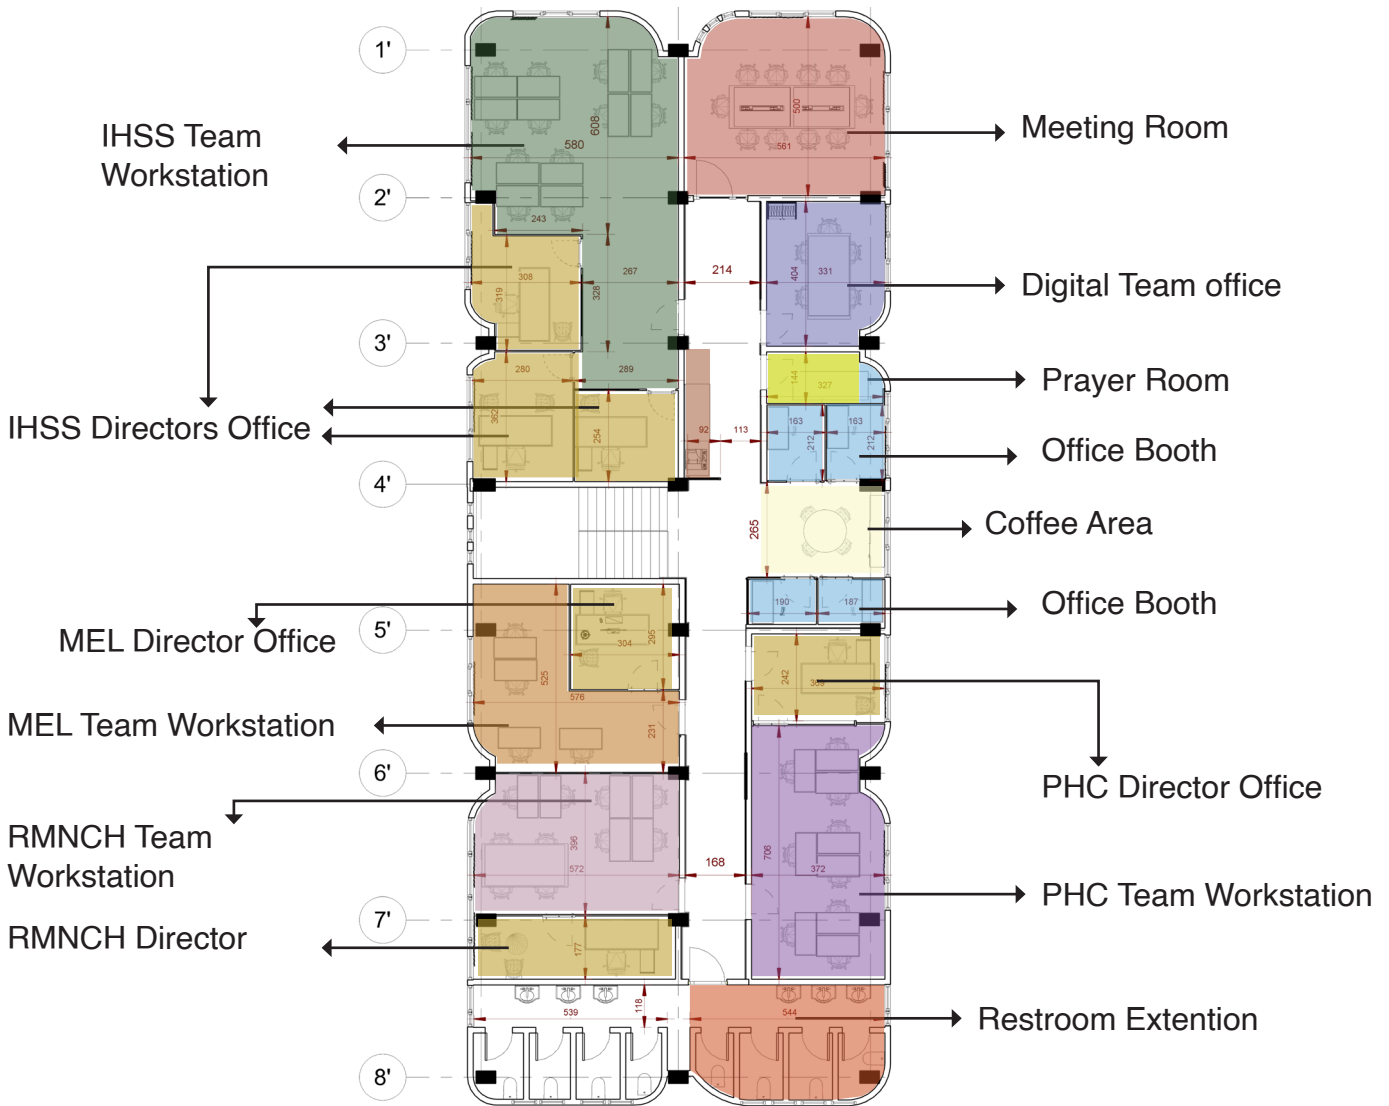 1'
IHSS Team
Workstation
Meeting Room
608
580
500
561
2'
243
308
319
328
267
214
404
331
Digital Team office
3'
280
289
144
327
Prayer Room
IHSS Directors Office
362
254
92
113
163
163
212
212
Office Booth
4'
265
Coffee Area
190
187
Office Booth
MEL Director Office
5'
304
295
525
576
231
242
MEL Team Workstation
6'
PHC Director Office
RMNCH Team
Workstation
396
572
168
706
372
PHC Team Workstation
7'
RMNCH Director
177
118
539
544
Restroom Extention
8'